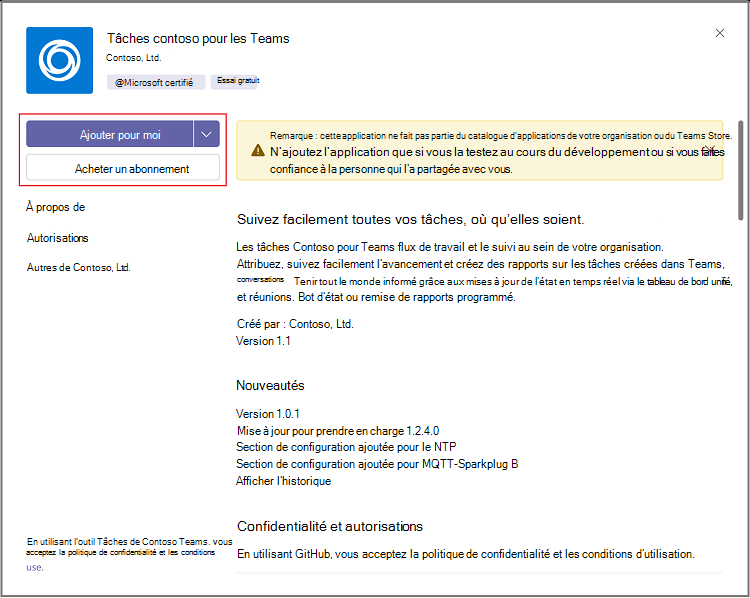 Tâches contoso pour les Teams
Contoso, Ltd.
@Microsoft certifié
Essai gratuit
Ajouter pour moi
Acheter un abonnement
À propos de
Autorisations
Autres de Contoso, Ltd.
Remarque : cette application ne fait pas partie du catalogue d'applications de votre organisation ou du Teams Store.
N'ajoutez l'application que si vous la testez au cours du développement ou si vous faites
confiance à la personne qui l'a partagée avec vous.
Suivez facilement toutes vos tâches, où qu'elles soient.
Les tâches Contoso pour Teams flux de travail et le suivi au sein de votre organisation.
Attribuez, suivez facilement l'avancement et créez des rapports sur les tâches créées dans Teams,
conversations Tenir tout le monde informé grâce aux mises à jour de l'état en temps réel via le tableau de bord unifié,
et réunions. Bot d'état ou remise de rapports programmé.
Créé par : Contoso, Ltd.
Version 1.1
Nouveautés
Version 1.0.1
Mise à jour pour prendre en charge 1.2.4.0
Section de configuration ajoutée pour le NTP
Section de configuration ajoutée pour MQTT-Sparkplug B
Afficher l'historique
Confidentialité et autorisations
En utilisant GitHub, vous acceptez la politique de confidentialité et les conditions d'utilisation.
En utilisant l'outil Tâches de Contoso Teams. vous
acceptez la politique de confidentialité et les conditions
use.